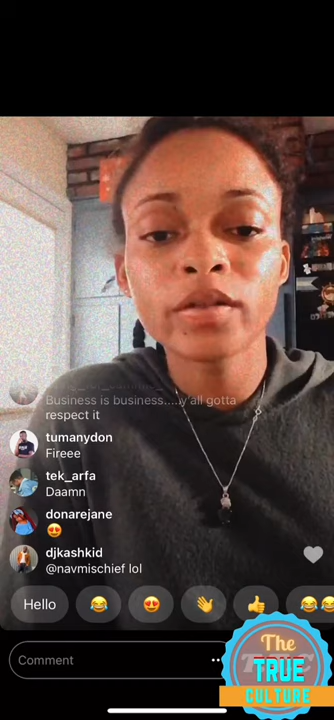 Business is business....y'all gotta
respect it
tumanydon
Fireee
tek_arfa
Daamn
donarejane
😍
djkashkid
@navmischief lol
Hello
Comment
The
TRUE
CULTURE